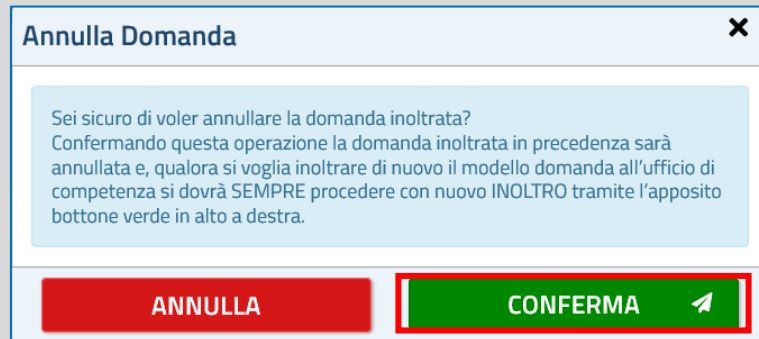 Annulla Domanda
Sei sicuro di voler annullare la domanda inoltrata?
Confermando questa operazione la domanda inoltrata in precedenza sarà
annullata e, qualora si voglia inoltrare di nuovo il modello domanda all'ufficio di
competenza si dovrà SEMPRE procedere con nuovo INOLTRO tramite l'apposito
bottone verde in alto a destra.
ANNULLA
CONFERMA